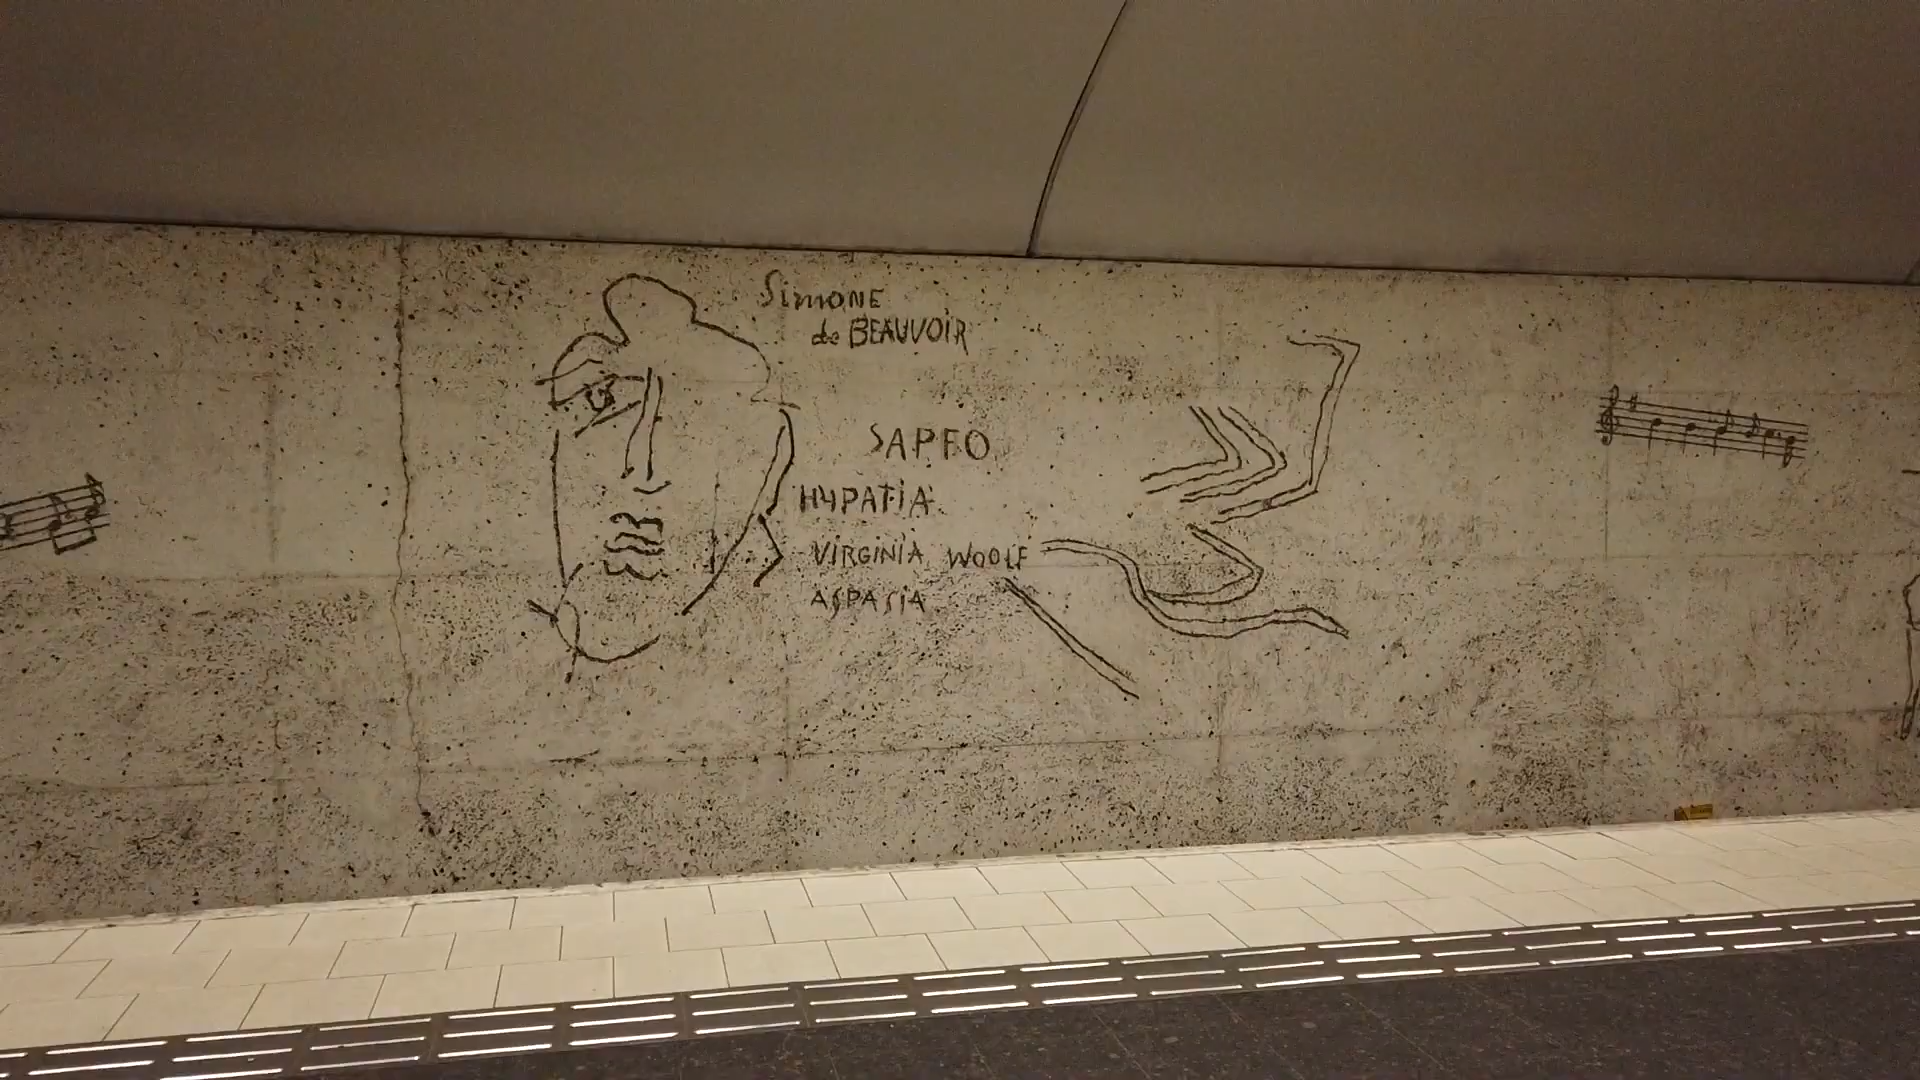 Simone
de BEAUVOIR
SAPFO
HYPATIA
VIRGINIA WOOLF
ASPASIA